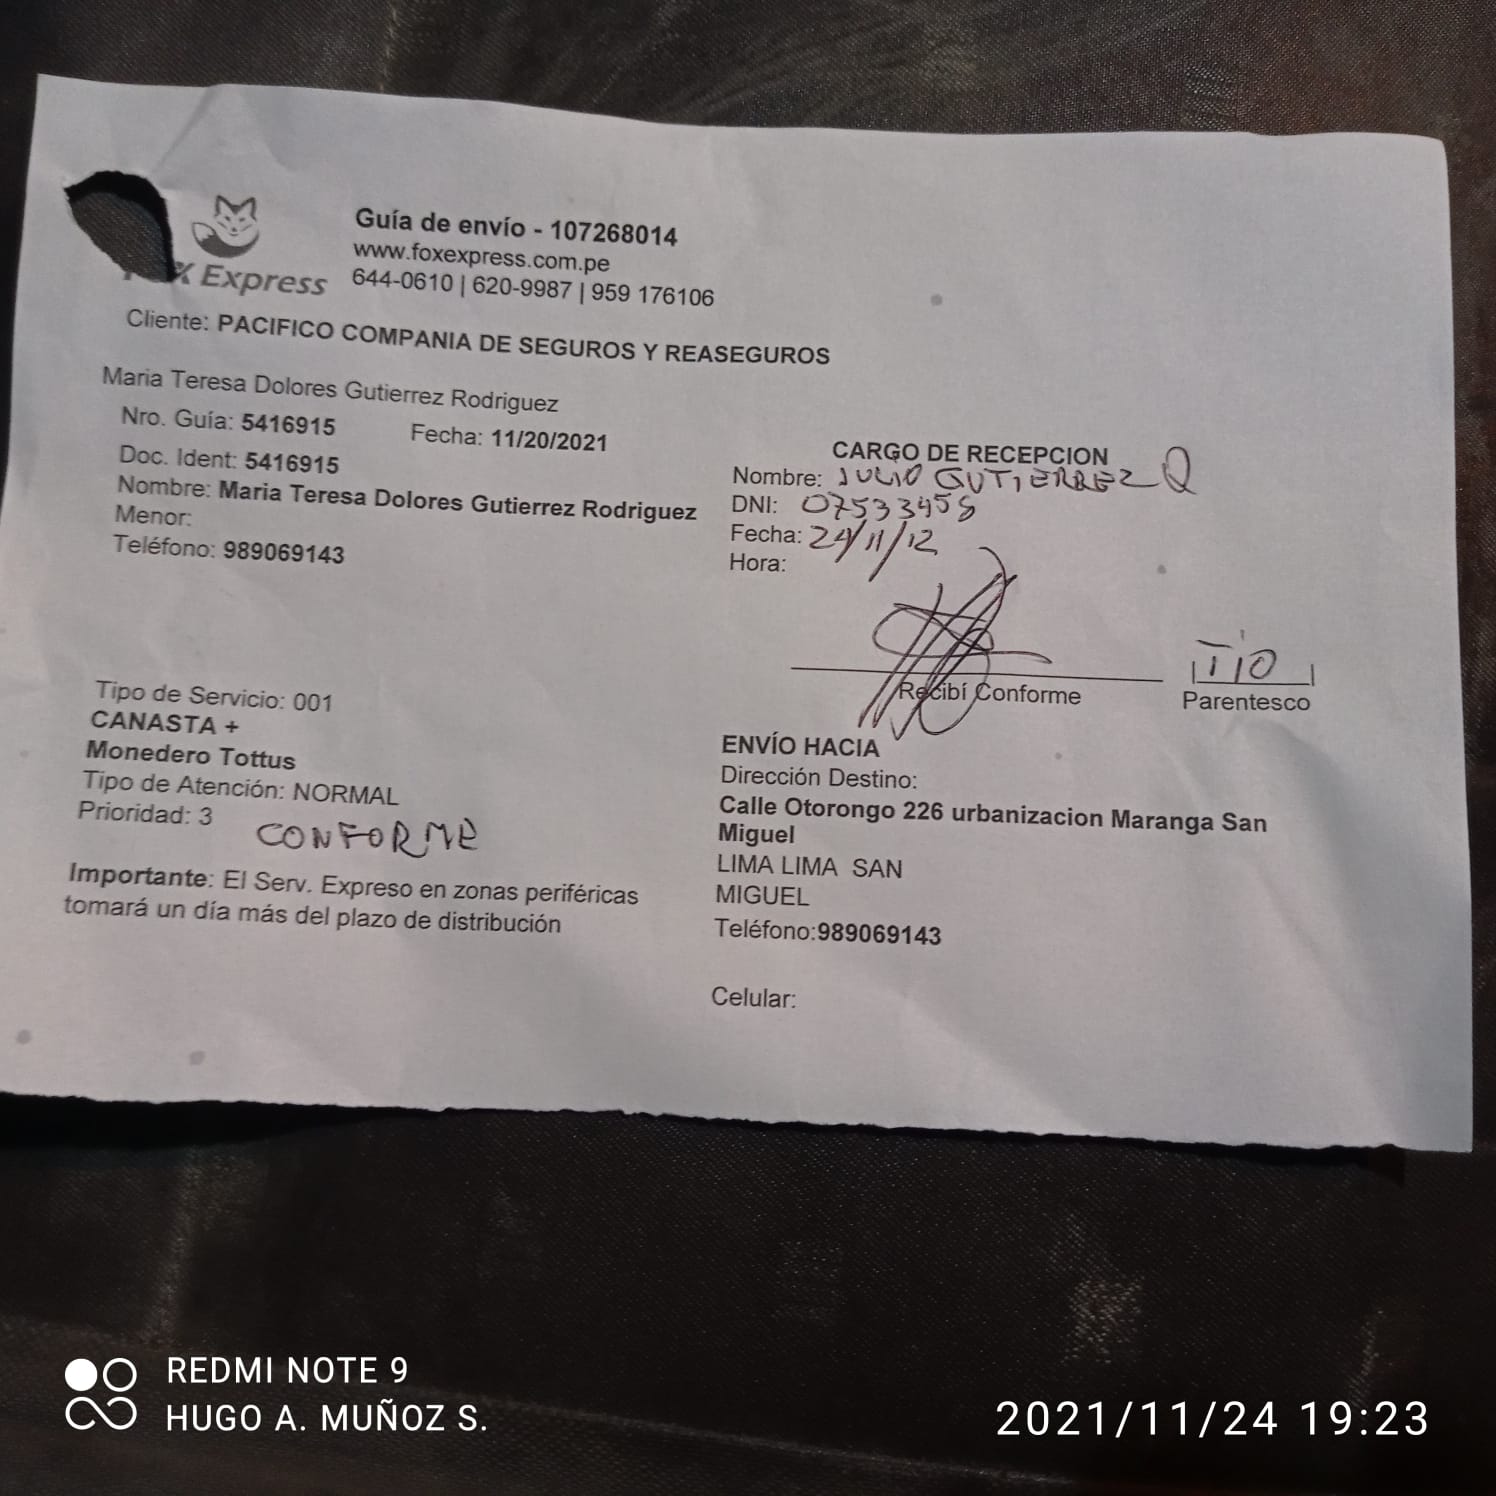 Guía de envío - 107268014
www.foxexpress.com.pe
644-0610 | 620-9987 | 959 176106
Express
Cliente: PACIFICO COMPANIA DE SEGUROS Y REASEGUROS
Maria Teresa Dolores Gutierrez Rodriguez
Nro. Guía: 5416915 Fecha: 11/20/2021
Doc. Ident: 5416915
Nombre: Maria Teresa Dolores Gutierrez Rodriguez
Menor:
Teléfono: 989069143
CARGO DE RECEPCION
Nombre: JULIO GUTIERREZ Q
DNI: 07533458
Fecha: 24/11/12
Hora:
TIO
Recibí Conforme Parentesco
Tipo de Servicio: 001
CANASTA +
Monedero Tottus
Tipo de Atención: NORMAL
Prioridad: 3
CONFORME
Importante: El Serv. Expreso en zonas periféricas
tomará un día más del plazo de distribución
ENVÍO HACIA
Dirección Destino:
Calle Otorongo 226 urbanizacion Maranga San
Miguel
LIMA LIMA SAN
MIGUEL
Teléfono:989069143
Celular:
REDMI NOTE 9
HUGO A. MUÑOZ S.
2021/11/24 19:23